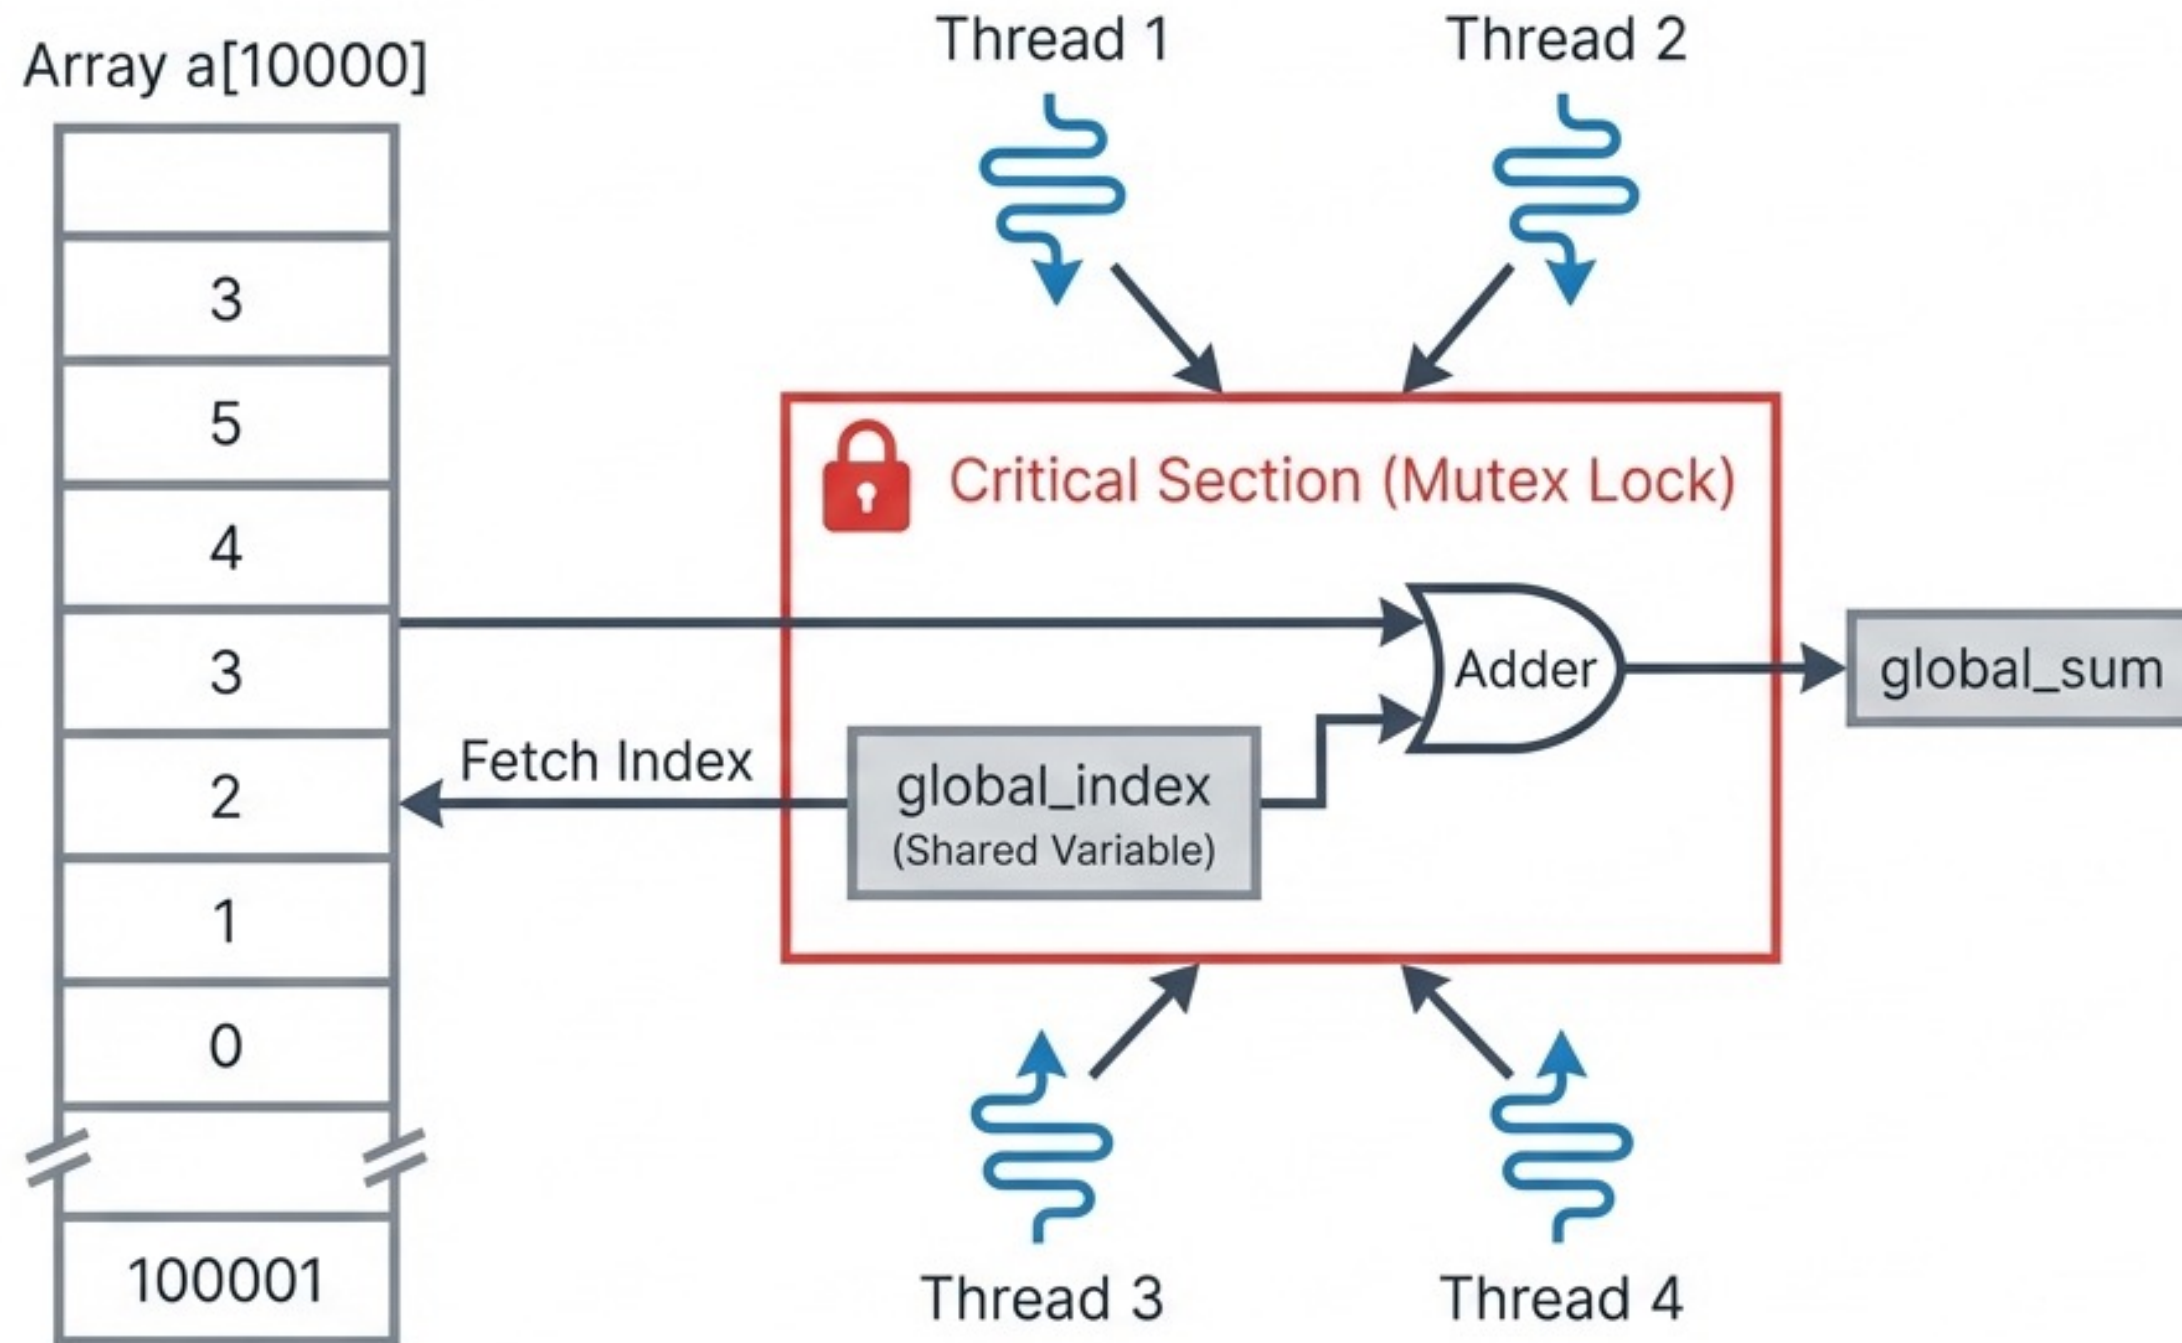 Array a[10000]
3
5
4
3
2
1
0
100001
Thread 1
Thread 2
Critical Section (Mutex Lock)
Adder
global_sum
Fetch Index
global_index
(Shared Variable)
Thread 3
Thread 4